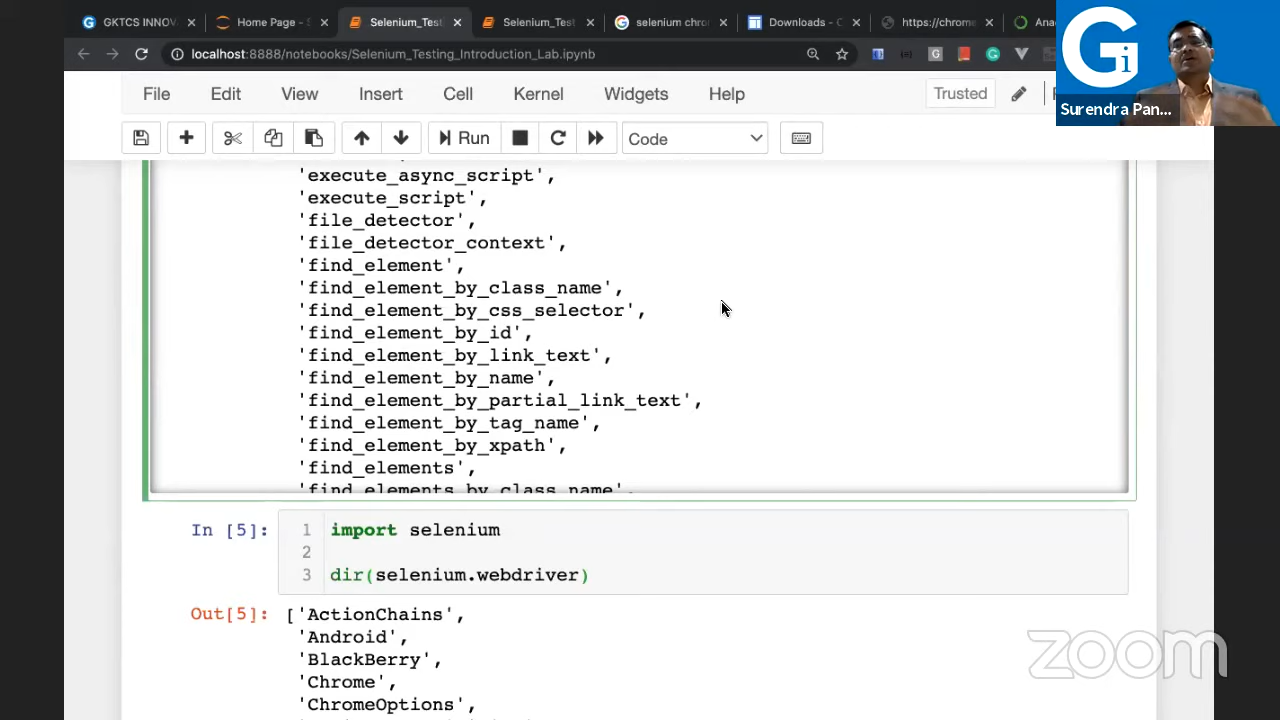 GKTCS INNOV
Home Page - S
Selenium_Test
Selenium_Test
selenium chro
Downloads - C
https://chrome
Ana
localhost:8888/notebooks/Selenium_Testing_Introduction_Lab.ipynb
Gi
Surendra Pan...
File Edit View Insert Cell Kernel Widgets Help Trusted
Run Code
'execute_async_script',
'execute_script',
'file_detector',
'file_detector_context',
'find_element',
'find_element_by_class_name',
'find_element_by_css_selector',
'find_element_by_id',
'find_element_by_link_text',
'find_element_by_name',
'find_element_by_partial_link_text',
'find_element_by_tag_name',
'find_element_by_xpath',
'find_elements',
'find_elements_by_class_name',
In [5]: 1 import selenium
2
3 dir(selenium.webdriver)
Out[5]: ['ActionChains',
'Android',
'BlackBerry',
'Chrome',
'ChromeOptions',
zoom